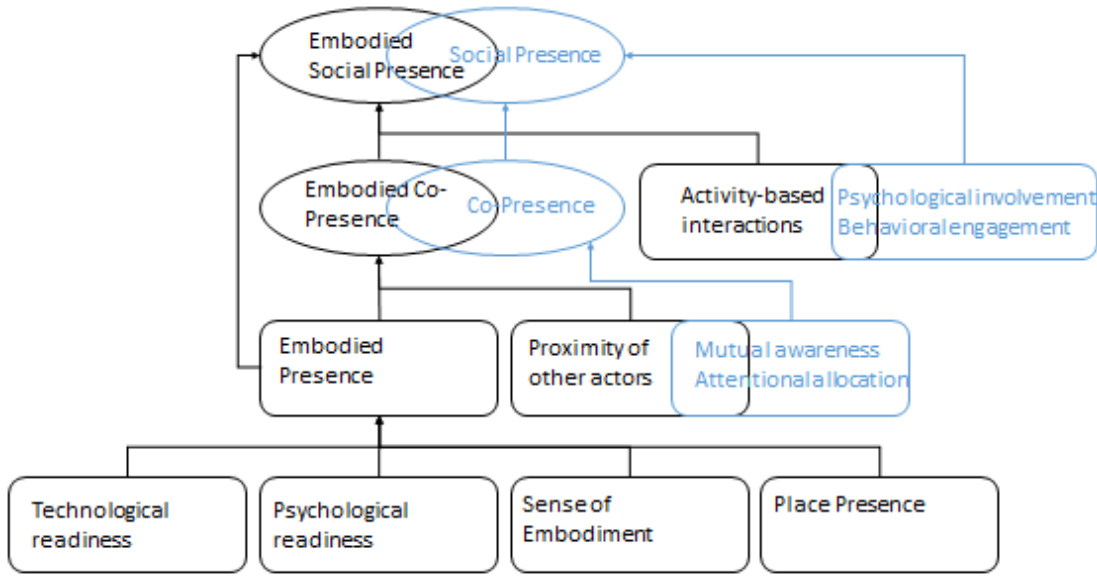 Embodied
Social Presence
Social Presence
Embodied Co-
Presence
Co-Presence
Activity-based
interactions
Psychological involvement
Behavioral engagement
Embodied
Presence
Proximity of
other actors
Mutual awareness
Attentional allocation
Technological
readiness
Psychological
readiness
Sense of
Embodiment
Place Presence